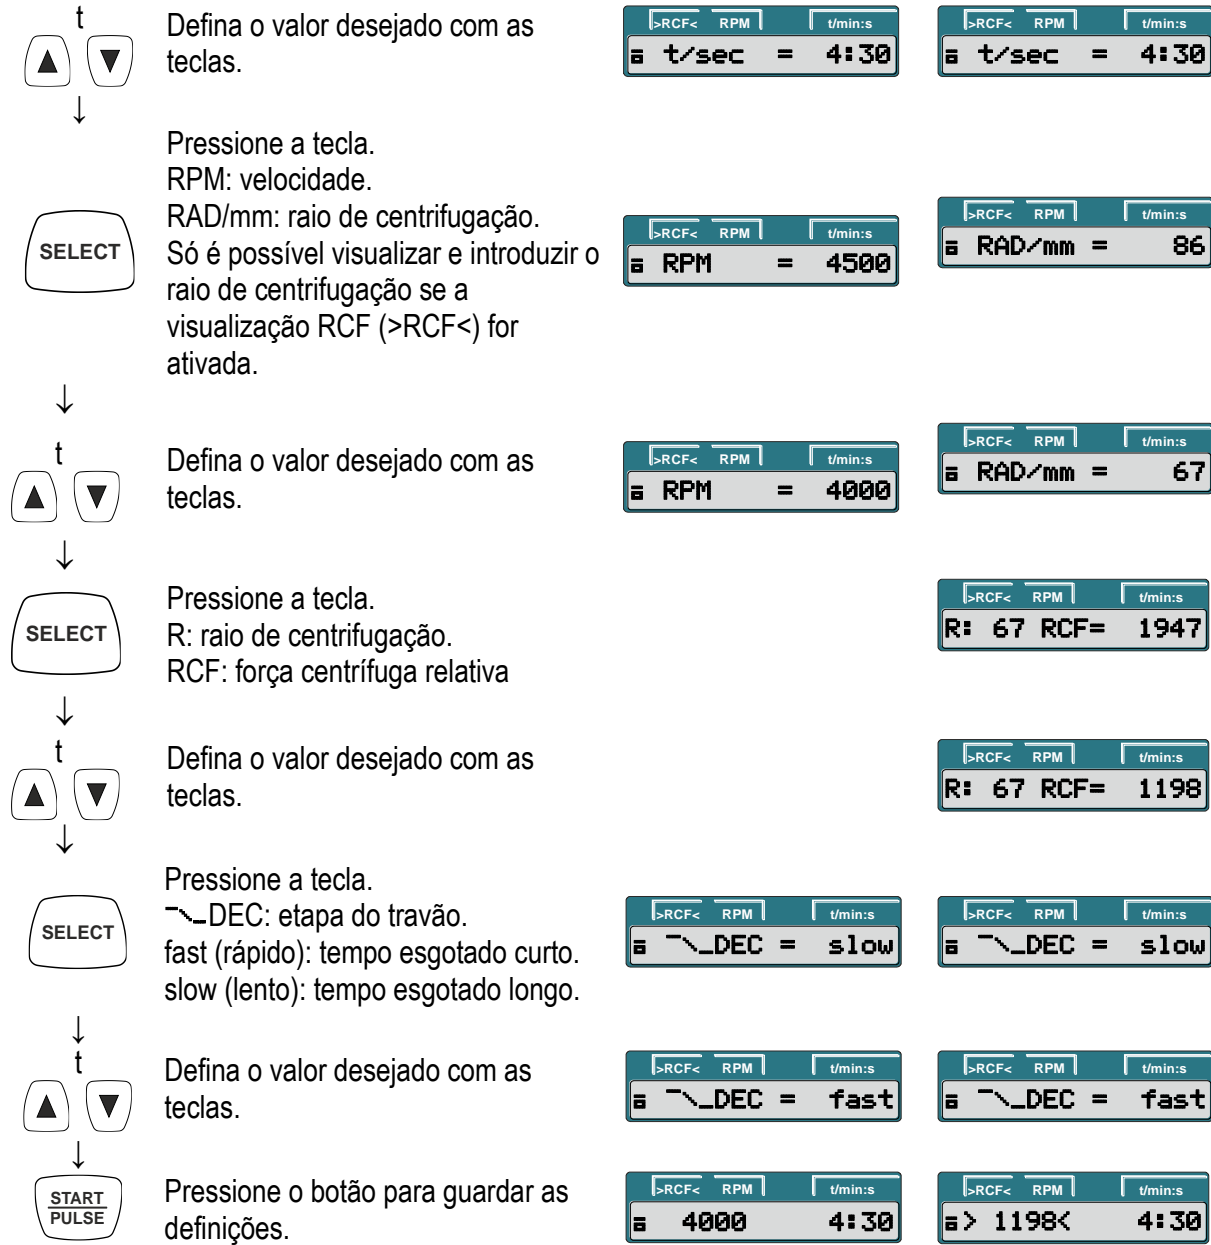 t
Defina o valor desejado com as
teclas.
>RCF< RPM t/min:s
t/sec = 4:30
>RCF< RPM t/min:s
t/sec = 4:30
SELECT
Pressione a tecla.
RPM: velocidade.
RAD/mm: raio de centrifugação.
Só é possível visualizar e introduzir o
raio de centrifugação se a
visualização RCF (>RCF<) for
ativada.
>RCF< RPM t/min:s
RPM = 4500
>RCF< RPM t/min:s
RAD/mm = 86
t
Defina o valor desejado com as
teclas.
>RCF< RPM t/min:s
RPM = 4000
>RCF< RPM t/min:s
RAD/mm = 67
SELECT
Pressione a tecla.
R: raio de centrifugação.
RCF: força centrífuga relativa
>RCF< RPM t/min:s
R: 67 RCF= 1947
t
Defina o valor desejado com as
teclas.
>RCF< RPM t/min:s
R: 67 RCF= 1198
SELECT
Pressione a tecla.
DEC: etapa do travão.
fast (rápido): tempo esgotado curto.
slow (lento): tempo esgotado longo.
>RCF< RPM t/min:s
DEC = slow
>RCF< RPM t/min:s
DEC = slow
t
Defina o valor desejado com as
teclas.
>RCF< RPM t/min:s
DEC = fast
>RCF< RPM t/min:s
DEC = fast
START
PULSE
Pressione o botão para guardar as
definições.
>RCF< RPM t/min:s
4000 4:30
>RCF< RPM t/min:s
> 1198< 4:30